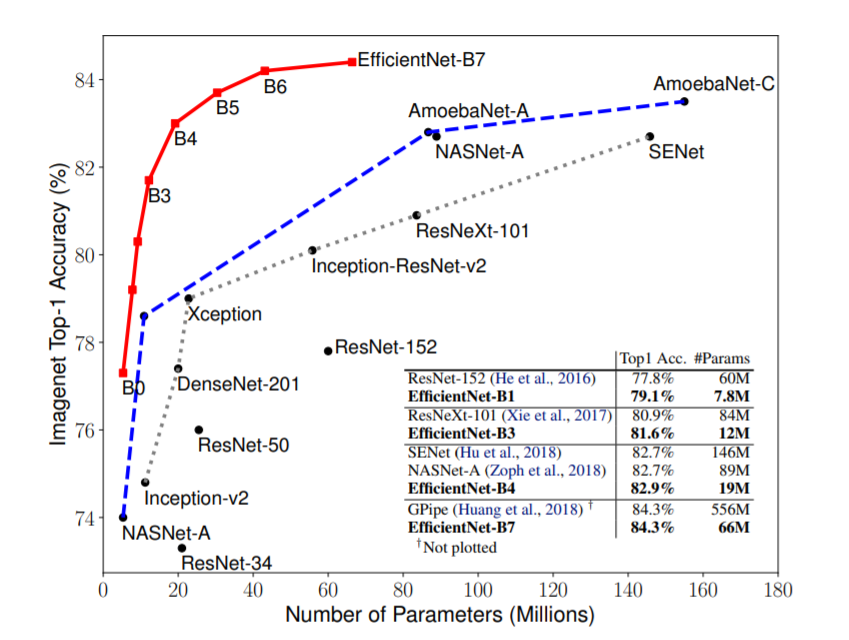 Imagenet Top-1 Accuracy (%)
84
82
80
78
76
74
EfficientNet-B7
B6
B5
B4
B3
B0
AmoebaNet-C
AmoebaNet-A
NASNet-A
SENet
ResNeXt-101
Inception-ResNet-v2
Xception
ResNet-152
DenseNet-201
ResNet-50
Inception-v2
NASNet-A
ResNet-34
Top1 Acc. #Params
ResNet-152 (He et al., 2016) 77.8% 60M
EfficientNet-B1 79.1% 7.8M
ResNeXt-101 (Xie et al., 2017) 80.9% 84M
EfficientNet-B3 81.6% 12M
SENet (Hu et al., 2018) 82.7% 146M
NASNet-A (Zoph et al., 2018) 82.7% 89M
EfficientNet-B4 82.9% 19M
GPipe (Huang et al., 2018) † 84.3% 556M
EfficientNet-B7 84.3% 66M
†Not plotted
0 20 40 60 80 100 120 140 160 180
Number of Parameters (Millions)